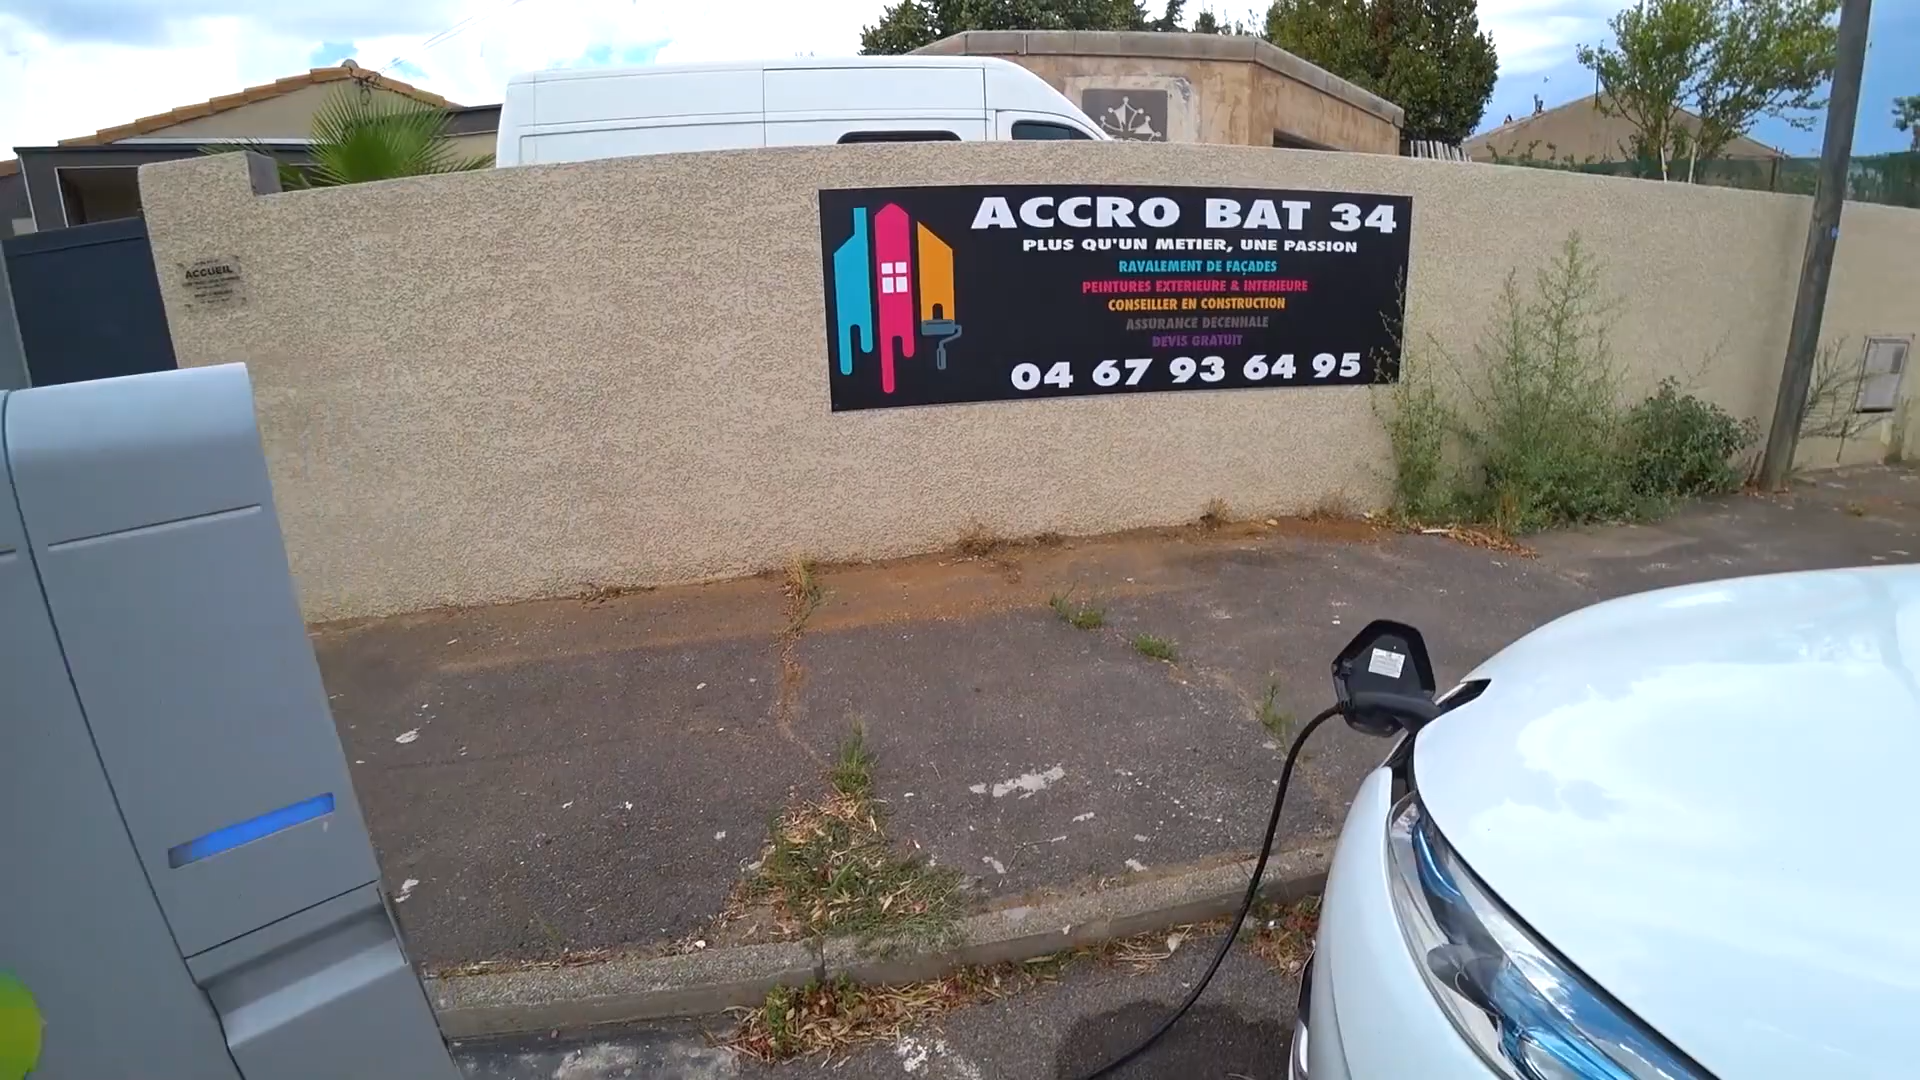 ACCUEIL
ACCRO BAT 34
PLUS QU'UN METIER, UNE PASSION
RAVALEMENT DE FAÇADES
PEINTURES EXTERIEURE & INTERIEURE
CONSEILLER EN CONSTRUCTION
ASSURANCE DECENNALE
DEVIS GRATUIT
04 67 93 64 95